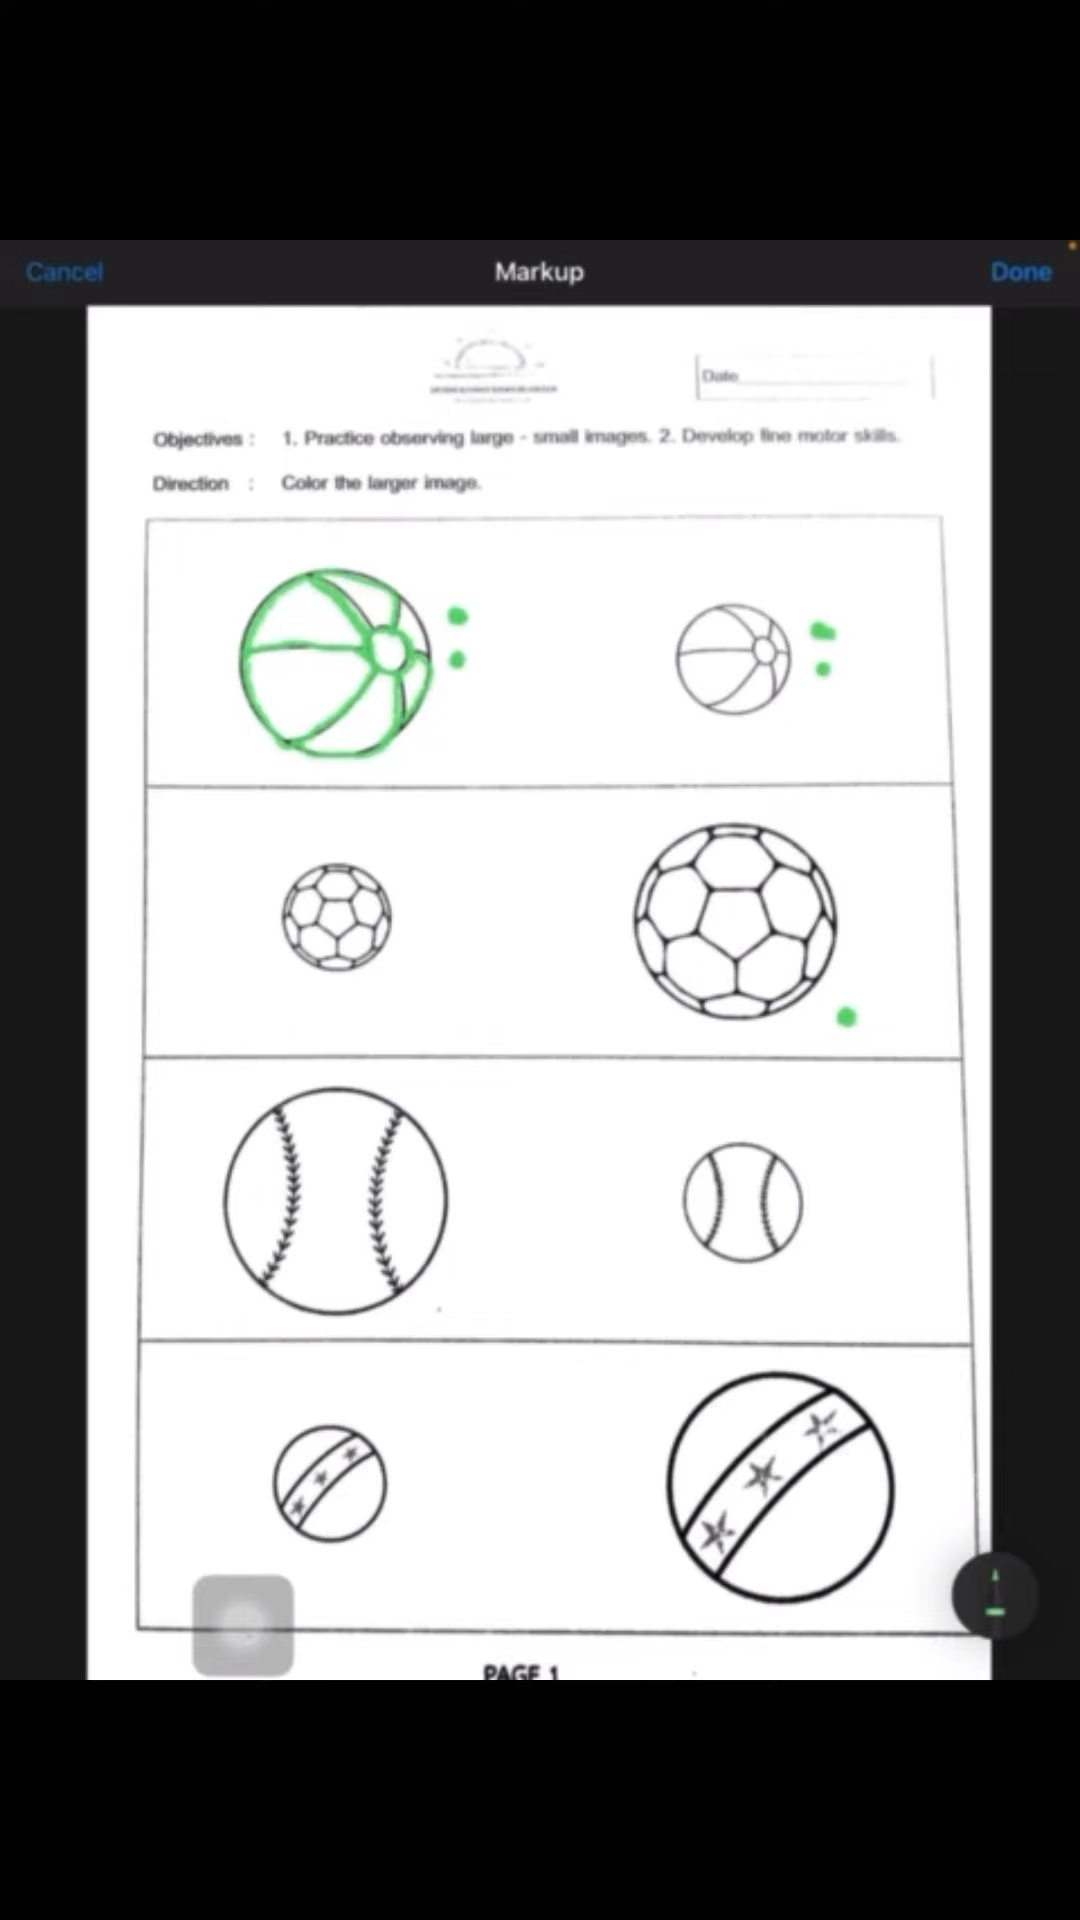 Cancel
Markup
Done
Date
Objectives : 1. Practice observing large - small images. 2. Develop fine motor skills.
Direction : Color the larger image.
PAGE 1